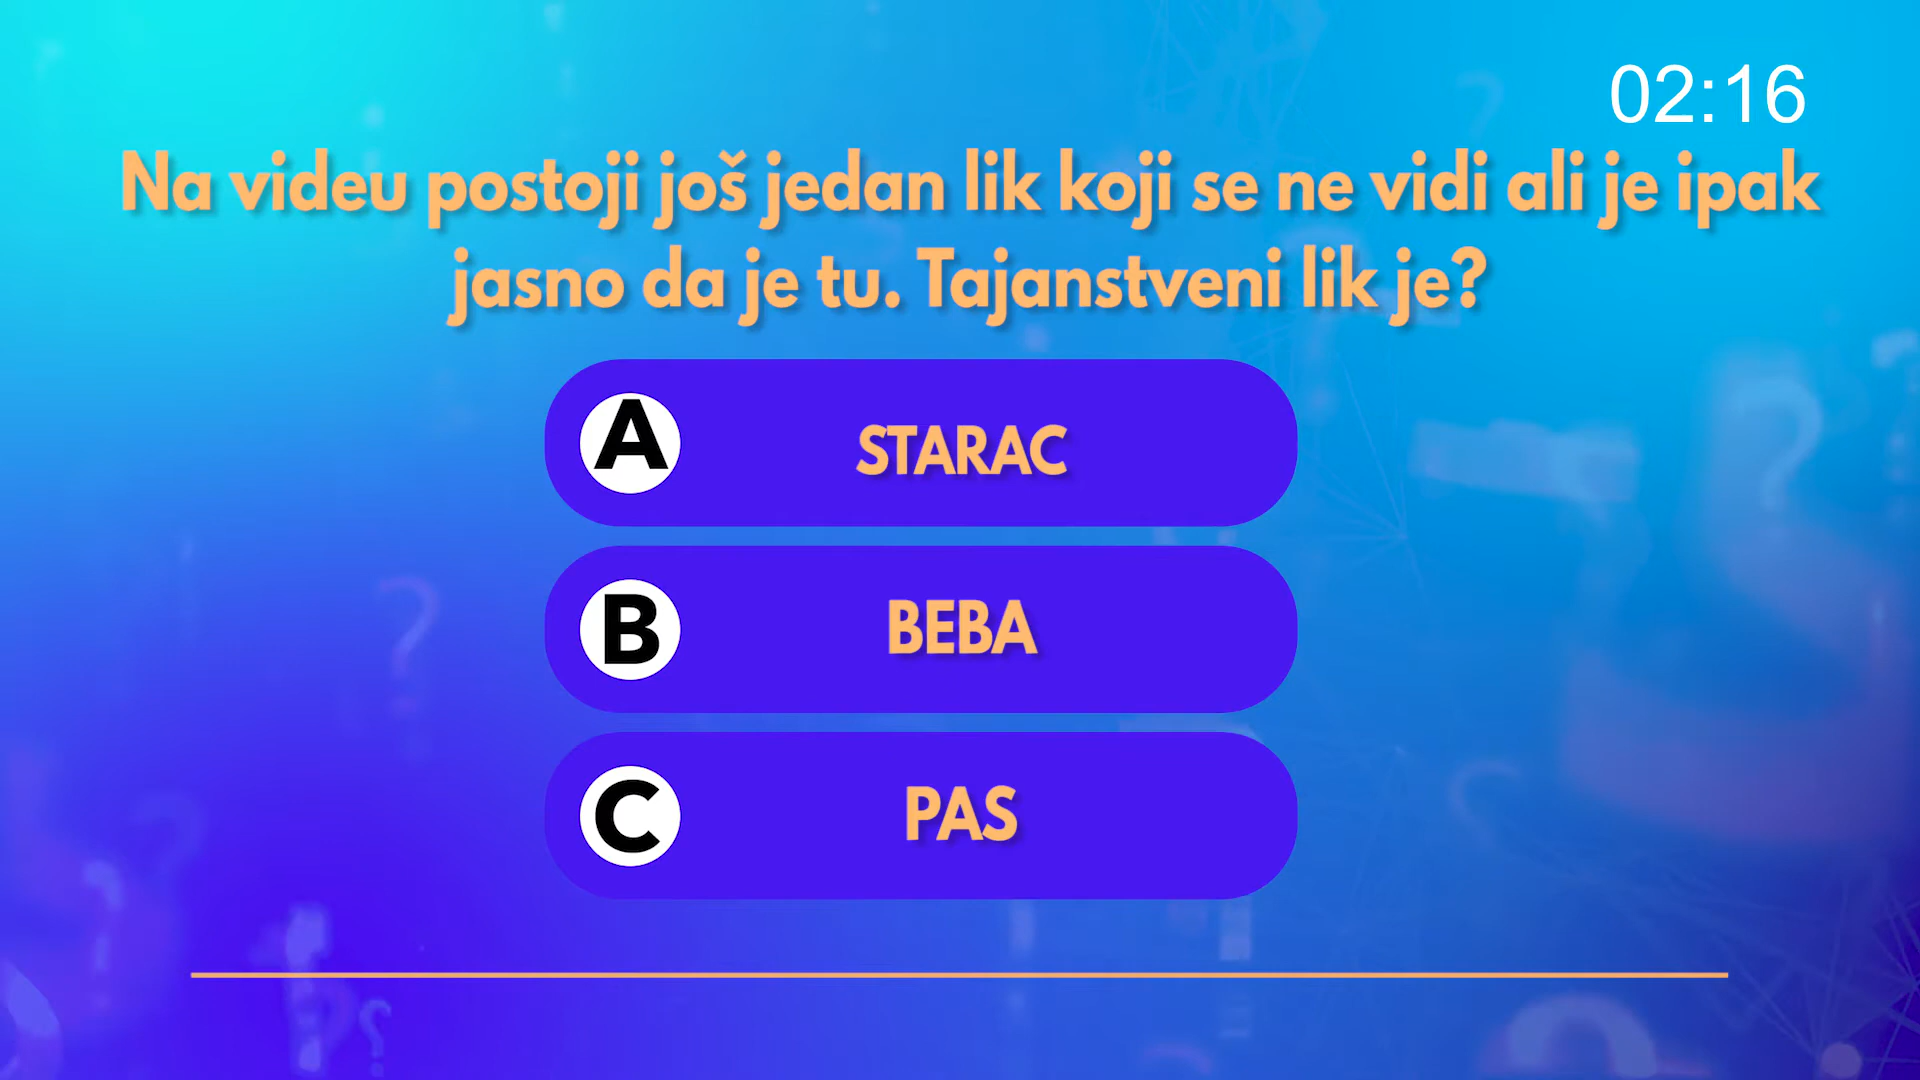 02:16
Na videu postoji još jedan lik koji se ne vidi ali je ipak
jasno da je tu. Tajanstveni lik je?
A STARAC
B BEBA
C PAS